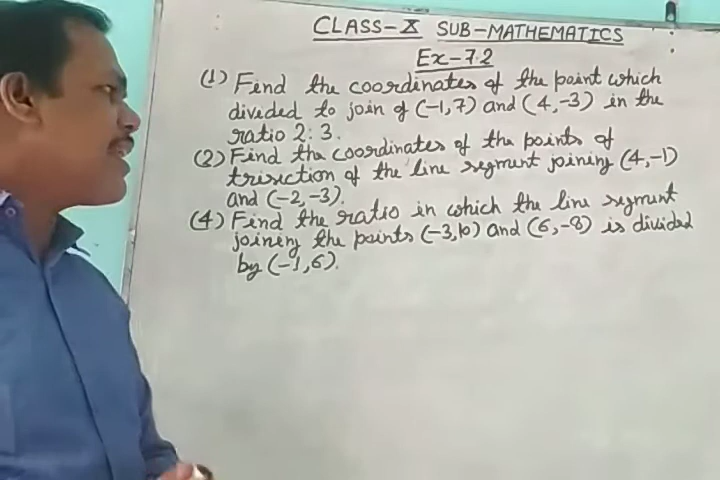 CLASS-X SUB-MATHEMATICS
Ex-7.2
(1) Find the coordinates of the point which
divided to join of (-1,7) and (4,-3) in the
ratio 2:3.
(2) Find the coordinates of the points of
trisection of the line segment joining (4,-1)
and (-2,-3).
(4) Find the ratio in which the line segment
joining the points (-3,10) and (6,-8) is divided
by (-1,6).